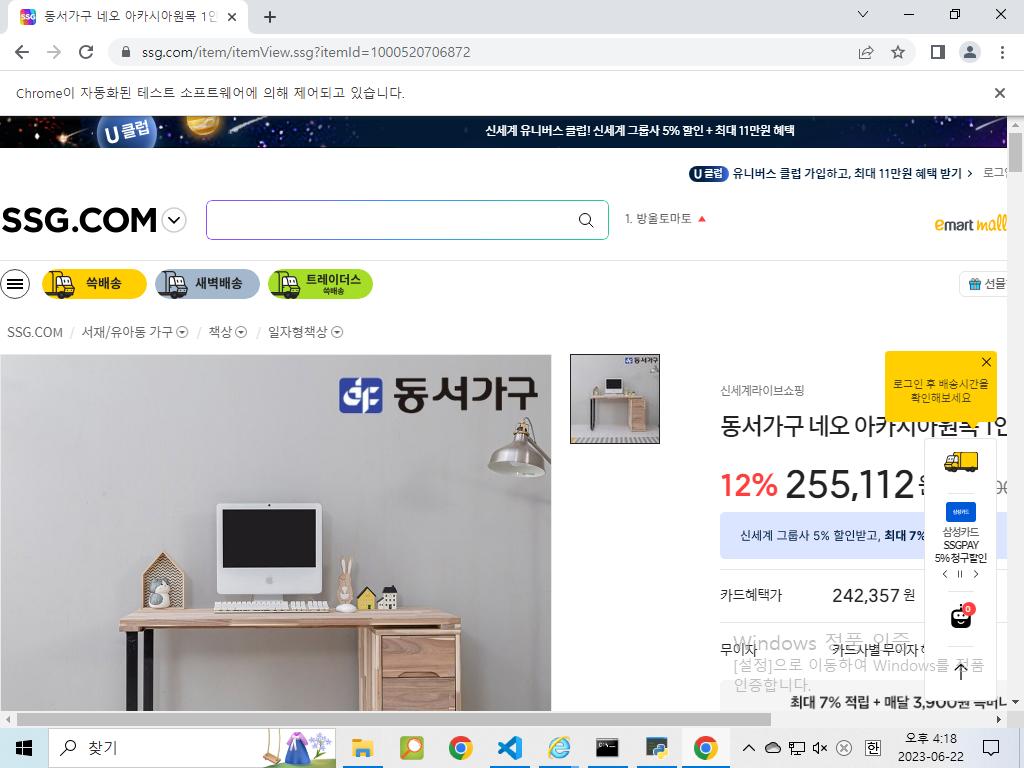 동서가구 네오 아카시아원목 1인
ssg.com/item/itemView.ssg?itemId=1000520706872
Chrome이 자동화된 테스트 소프트웨어에 의해 제어되고 있습니다.
U 클럽
신세계 유니버스 클럽! 신세계 그룹사 5% 할인 + 최대 11만원 혜택
U 클럽 유니버스 클럽 가입하고, 최대 11만원 혜택 받기 >
SSG.COM
1. 방울토마토
emart mall
쓱배송
새벽배송
트레이더스
쓱배송
선물
SSG.COM / 서재/유아동 가구 / 책상 / 일자형책상
동서가구
동서가구
신세계라이브쇼핑
로그인 후 배송시간을
확인해보세요
동서가구 네오 아카시아원목 1인
12% 255,112
신세계 그룹사 5% 할인받고, 최대 7%
삼성카드
삼성카드
SSGPAY
5% 청구할인
0
카드혜택가 242,357 원
무이자 카드사별 무이자
Windows 정품 인증
[설정]으로 이동하여 Windows를 정품
인증합니다.
최대 7% 적립 + 매달 3,900원
찾기
오후 4:18
2023-06-22
한